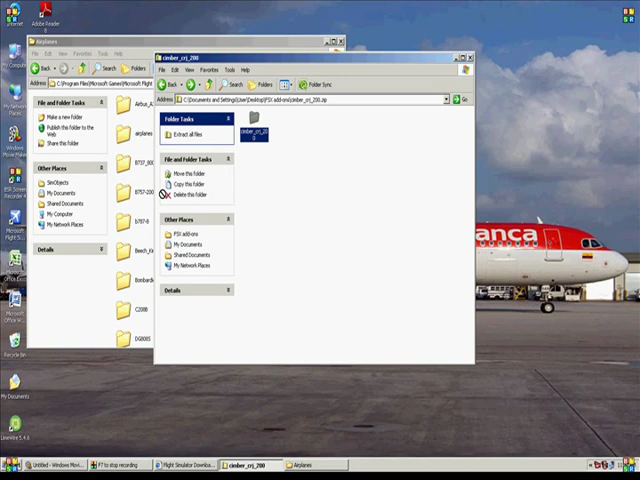 Adobe Reader
8
My Computer
My Network
Places
Windows
Movie Maker
BSR Screen
Recorder 4
Microsoft
Flight S...
Microsoft
Office Exce...
Microsoft
Office W...
Recycle Bin
My Documents
LimeWire 5.4.6
Airplanes
File Edit View Favorites Tools Help
Back Search Folders
Address C:\Program Files\Microsoft Games\Microsoft Flight
File and Folder Tasks
Make a new folder
Publish this folder to the
Web
Share this folder
Other Places
SimObjects
My Documents
Shared Documents
My Computer
My Network Places
Details
Airbus_A3
airplanes
B737_800
B757-200
b787-8
Beech_Ki
Bombardi
C208B
DG808S
cimber_crj_200
File Edit View Favorites Tools Help
Back Search Folders Folder Sync
Address C:\Documents and Settings\User\Desktop\FSX add-ons\cimber_crj_200.zip Go
Folder Tasks
Extract all files
File and Folder Tasks
Move this folder
Copy this folder
Delete this folder
Other Places
FSX add-ons
My Documents
Shared Documents
My Network Places
Details
cimber_crj_20
0
anca
Untitled - Windows Movi... F7 to stop recording Flight Simulator Downloa... cimber_crj_200 Airplanes